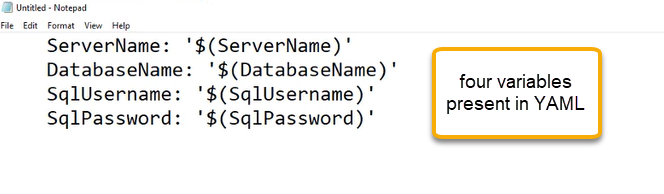 Untitled - Notepad
File Edit Format View Help
ServerName: '$(ServerName)'
DatabaseName: '$(DatabaseName)'
SqlUsername: '$(SqlUsername)'
SqlPassword: '$(SqlPassword)'
four variables
present in YAML